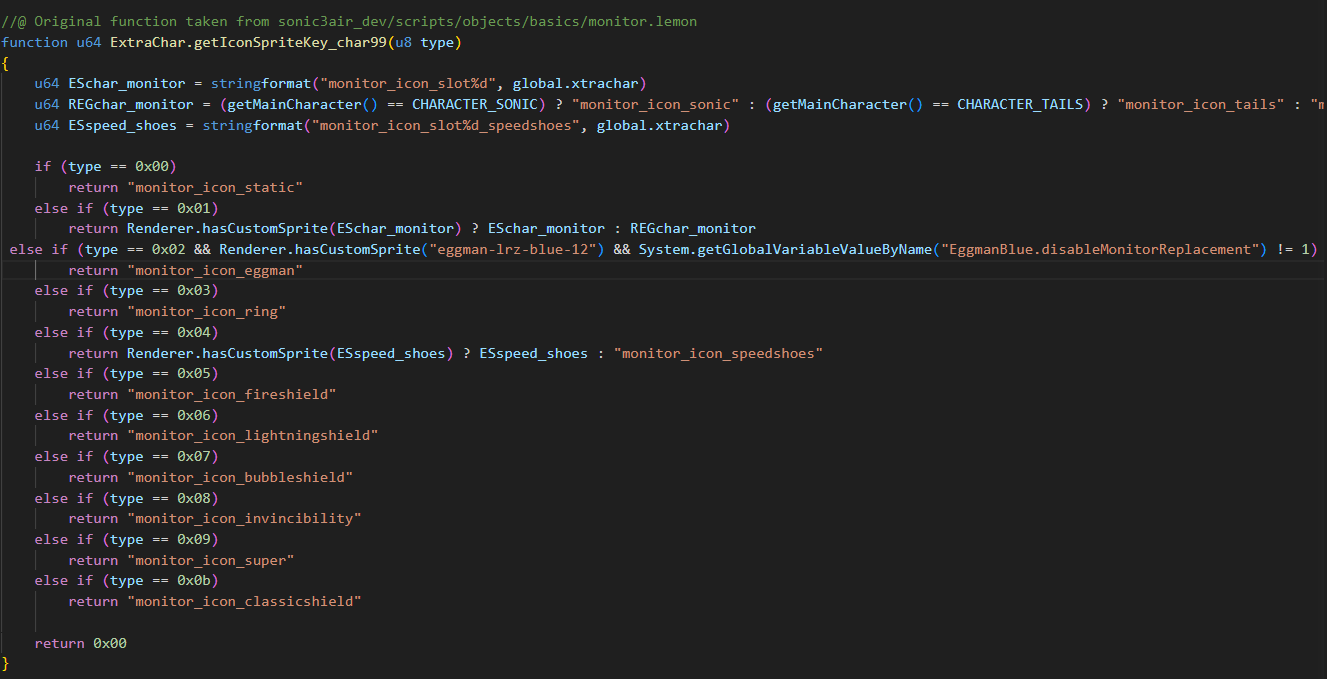 //@ Original function taken from sonic3air_dev/scripts/objects/basics/monitor.lemon
function u64 ExtraChar.getIconSpriteKey_char99(u8 type)
{
    u64 ESchar_monitor = stringformat("monitor_icon_slot%d", global.xtrachar)
    u64 REGchar_monitor = (getMainCharacter() == CHARACTER_SONIC) ? "monitor_icon_sonic" : (getMainCharacter() == CHARACTER_TAILS) ? "monitor_icon_tails" : "m
    u64 ESspeed_shoes = stringformat("monitor_icon_slot%d_speedshoes", global.xtrachar)
    if (type == 0x00)
        return "monitor_icon_static"
    else if (type == 0x01)
        return Renderer.hasCustomSprite(ESchar_monitor) ? ESchar_monitor : REGchar_monitor
 else if (type == 0x02 && Renderer.hasCustomSprite("eggman-lrz-blue-12") && System.getGlobalVariableValueByName("EggmanBlue.disableMonitorReplacement") != 1)
        return "monitor_icon_eggman"
    else if (type == 0x03)
        return "monitor_icon_ring"
    else if (type == 0x04)
        return Renderer.hasCustomSprite(ESspeed_shoes) ? ESspeed_shoes : "monitor_icon_speedshoes"
    else if (type == 0x05)
        return "monitor_icon_fireshield"
    else if (type == 0x06)
        return "monitor_icon_lightningshield"
    else if (type == 0x07)
        return "monitor_icon_bubbleshield"
    else if (type == 0x08)
        return "monitor_icon_invincibility"
    else if (type == 0x09)
        return "monitor_icon_super"
    else if (type == 0x0b)
        return "monitor_icon_classicshield"
    return 0x00
}